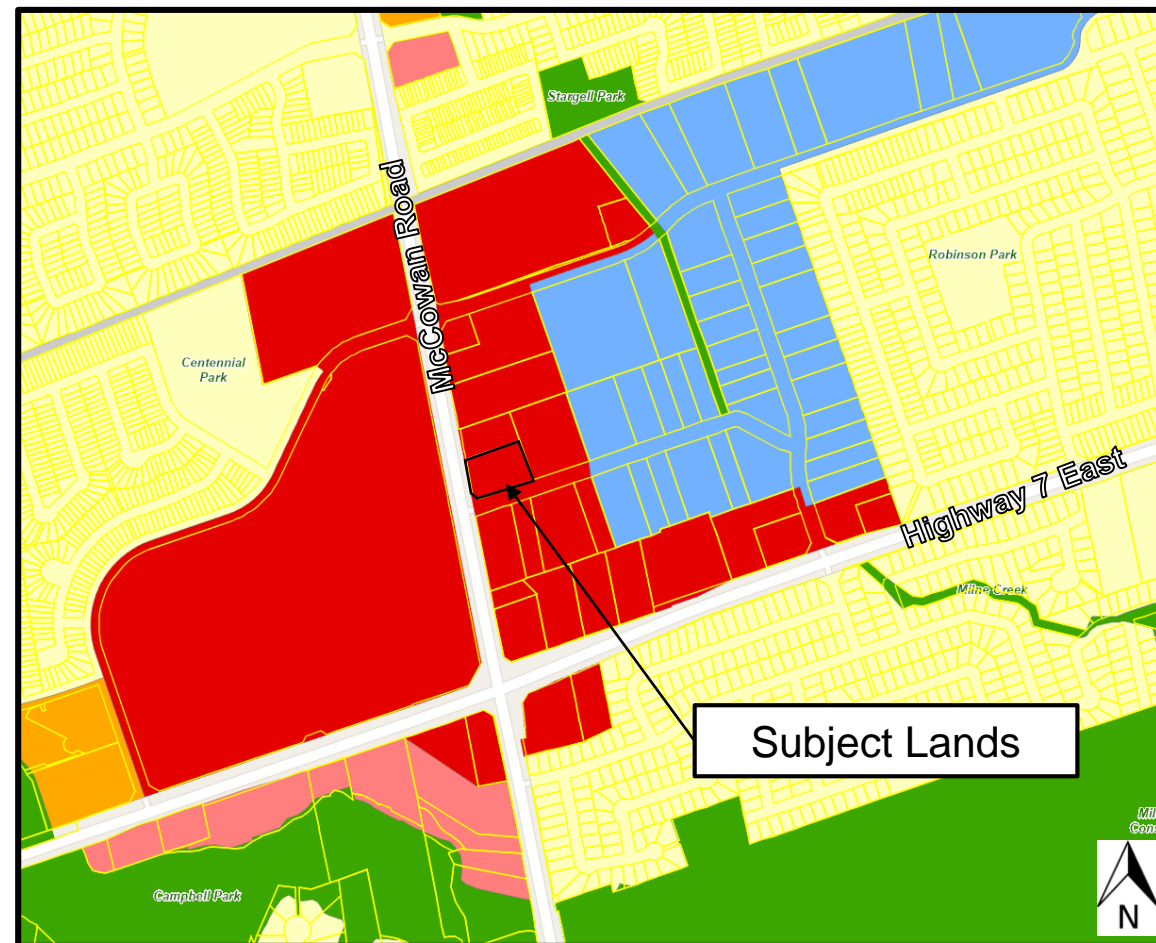 Stargell Park
McCowan Road
Robinson Park
Centennial
Park
Highway 7 East
Milne Creek
Subject Lands
Campbell Park
N